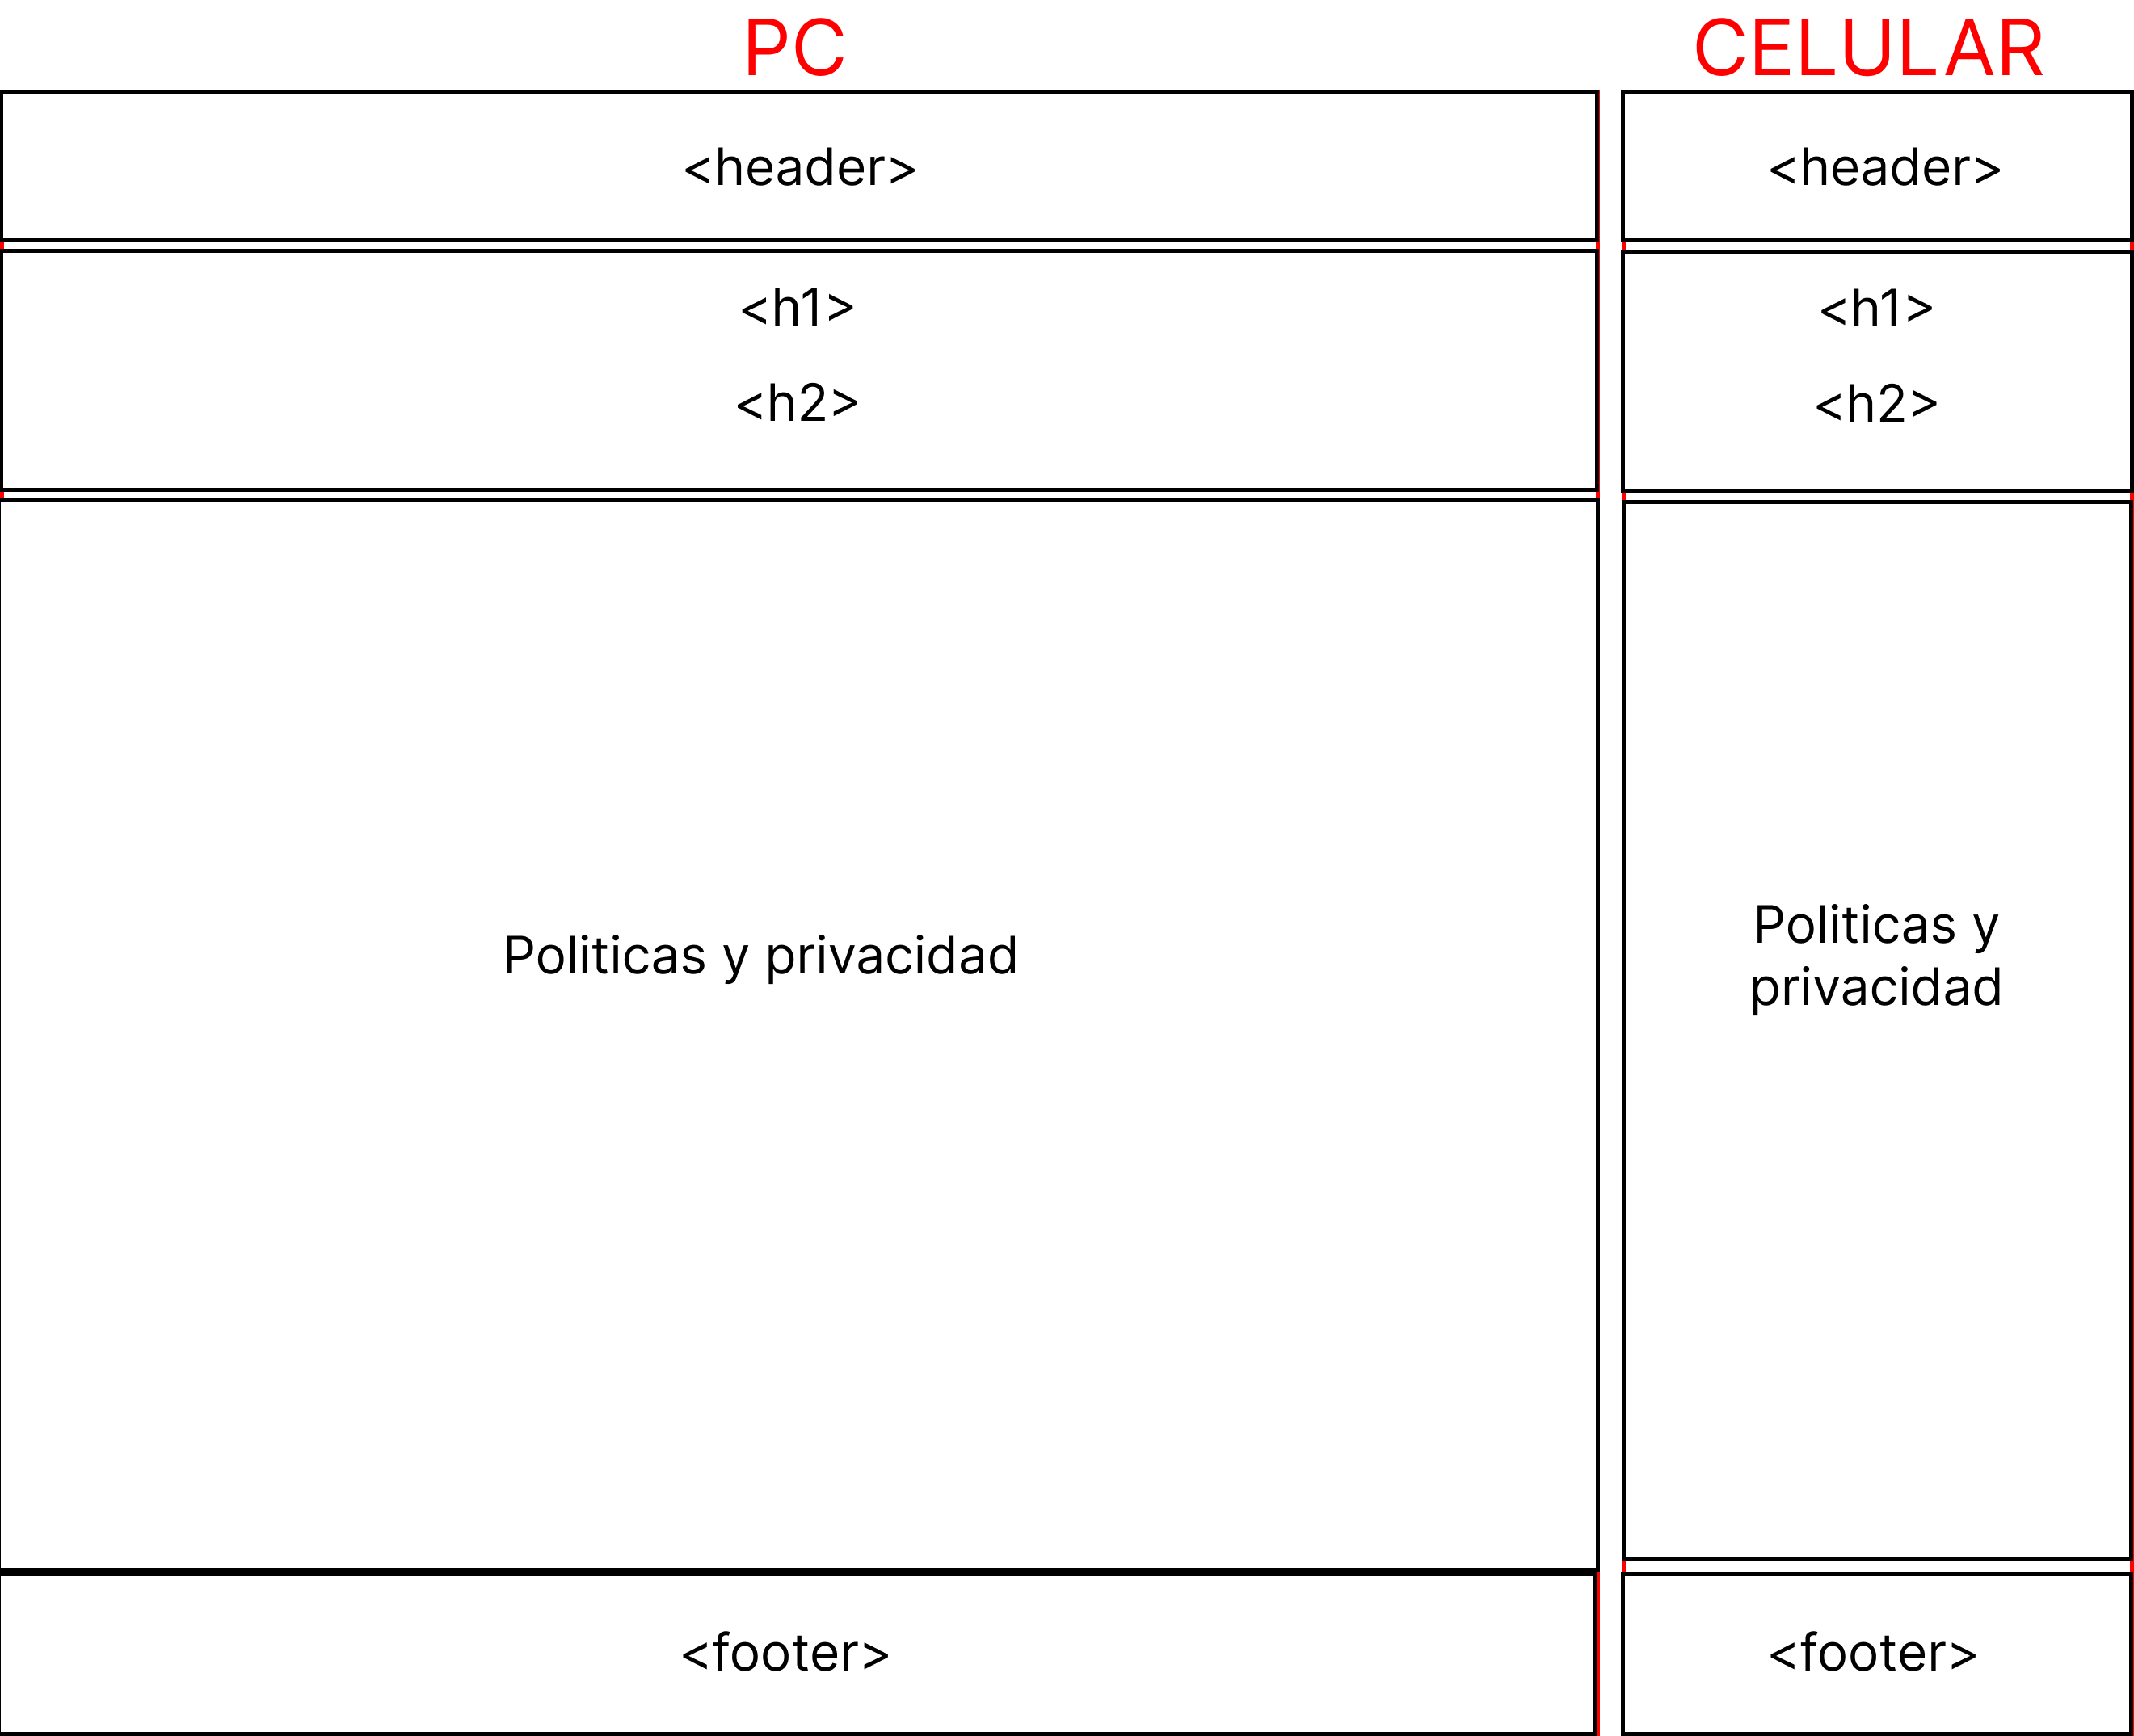 PC
<header>
<h1>
<h2>
Politicas y privacidad
<footer>
CELULAR
<header>
<h1>
<h2>
Politicas y
privacidad
<footer>